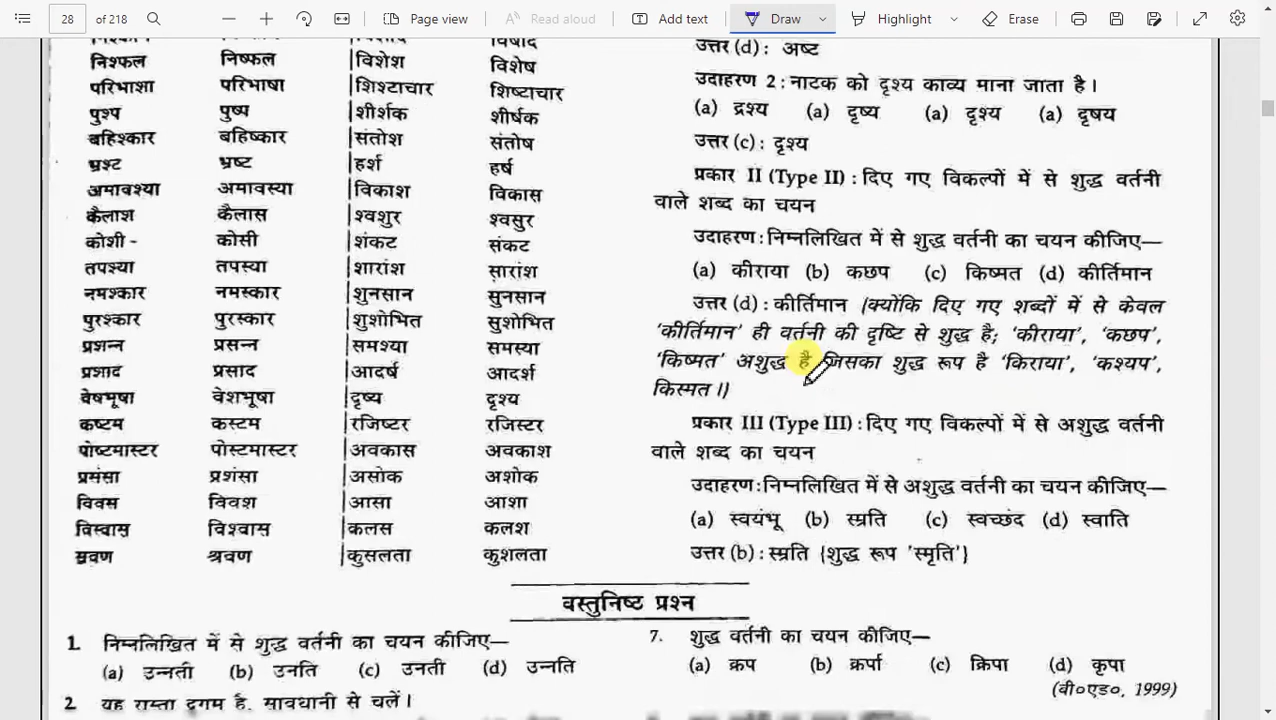 28 of 218 Page view Read aloud Add text Draw Highlight Erase
निश्फल निष्फल विशेश विशेष
परिभाशा परिभाषा शिश्टाचार शिष्टाचार
पुश्प पुष्प शीर्शक शीर्षक
बहिश्कार बहिष्कार संतोश संतोष
भ्रश्ट भ्रष्ट हर्श हर्ष
अमावश्या अमावस्या विकाश विकास
कैलाश कैलास श्वशुर श्वसुर
कोशी - कोसी शंकट संकट
तपश्या तपस्या शारांश सारांश
नमश्कार नमस्कार शुनसान सुनसान
पुरश्कार पुरस्कार शुशोभित सुशोभित
प्रशन्न प्रसन्न समश्या समस्या
प्रशाद प्रसाद आदर्ष आदर्श
वेषभूषा वेशभूषा दृष्य दृश्य
कष्टम कस्टम रजिष्टर रजिस्टर
पोष्टमास्टर पोस्टमास्टर अवकास अवकाश
प्रसंसा प्रशंसा असोक अशोक
विवस विवश आसा आशा
विस्वास विश्वास कलस कलश
स्रवण श्रवण कुसलता कुशलता
उत्तर (d) : अष्ट
उदाहरण 2 : नाटक को दृश्य काव्य माना जाता है।
(a) द्रश्य (a) दृष्य (a) दृश्य (a) दृषय
उत्तर (c) : दृश्य
प्रकार II (Type II) : दिए गए विकल्पों में से शुद्ध वर्तनी
वाले शब्द का चयन
उदाहरण : निम्नलिखित में से शुद्ध वर्तनी का चयन कीजिए—
(a) कीराया (b) कछप (c) किष्मत (d) कीर्तिमान
उत्तर (d) : कीर्तिमान (क्योंकि दिए गए शब्दों में से केवल
'कीर्तिमान' ही वर्तनी की दृष्टि से शुद्ध है; 'कीराया', 'कछप',
'किष्मत' अशुद्ध है जिसका शुद्ध रूप है 'किराया', 'कश्यप',
किस्मत।)
प्रकार III (Type III) : दिए गए विकल्पों में से अशुद्ध वर्तनी
वाले शब्द का चयन
उदाहरण : निम्नलिखित में से अशुद्ध वर्तनी का चयन कीजिए—
(a) स्वयंभू (b) स्प्रति (c) स्वच्छंद (d) स्वाति
उत्तर (b) : स्प्रति {शुद्ध रूप 'स्मृति'}
वस्तुनिष्ट प्रश्न
1. निम्नलिखित में से शुद्ध वर्तनी का चयन कीजिए—
(a) उन्नती (b) उनति (c) उनती (d) उन्नति
2 यह रास्ता दुगम है, सावधानी से चलें।
7. शुद्ध वर्तनी का चयन कीजिए—
(a) क्रप (b) क्रर्पा (c) क्रिपा (d) कृपा
(बी०एड०, 1999)